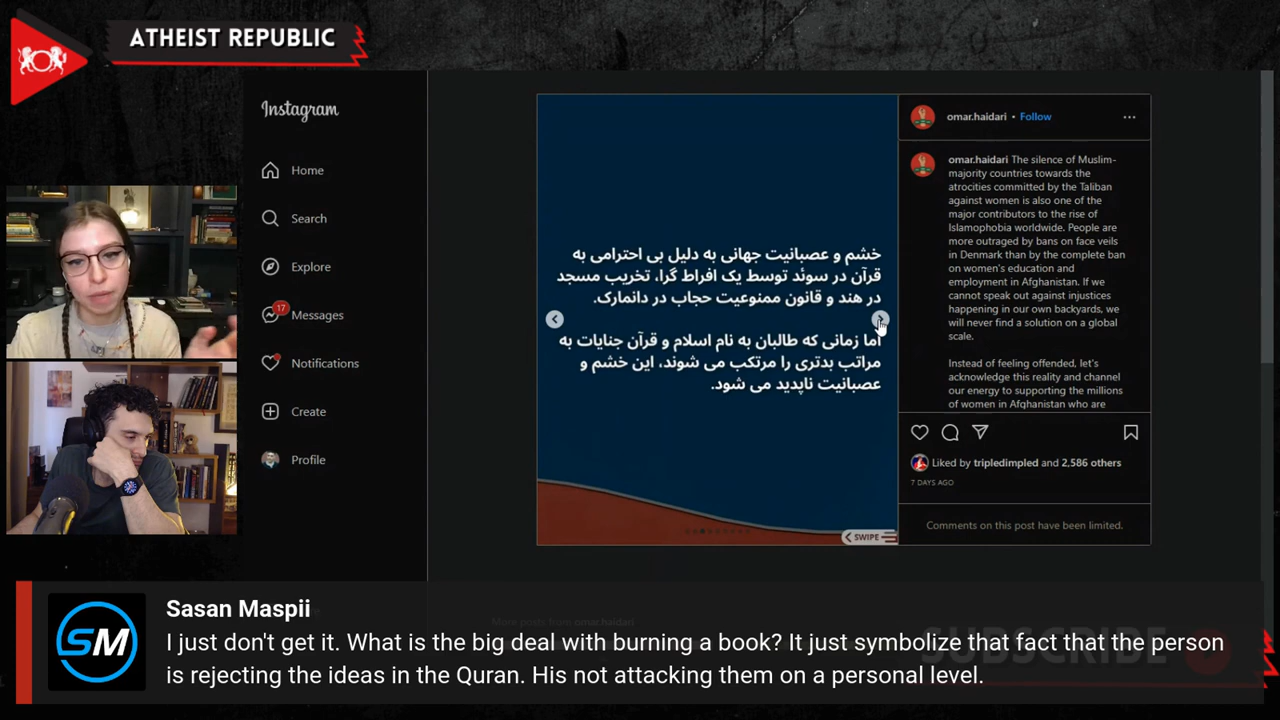 ATHEIST REPUBLIC
Instagram
Home
Search
Explore
17
Messages
Notifications
Create
Profile
خشم و عصبانیت جهانی به دلیل بی احترامی به
قرآن در سوئد توسط یک افراط گرا، تخریب مسجد
در هند و قانون ممنوعیت حجاب در دانمارک.
اما زمانی که طالبان به نام اسلام و قرآن جنایات به
مراتب بدتری را مرتکب می شوند، این خشم و
عصبانیت ناپدید می شود.
SWIPE
omar.haidari • Follow
omar.haidari The silence of Muslim-
majority countries towards the
atrocities committed by the Taliban
against women is also one of the
major contributors to the rise of
Islamophobia worldwide. People are
more outraged by bans on face veils
in Denmark than by the complete ban
on women's education and
employment in Afghanistan. If we
cannot speak out against injustices
happening in our own backyards, we
will never find a solution on a global
scale.
Instead of feeling offended, let's
acknowledge this reality and channel
our energy to supporting the millions
of women in Afghanistan who are
Liked by tripledimpled and 2,586 others
7 DAYS AGO
Comments on this post have been limited.
More posts from omar.haidari
SUBSCRIBE
SM
Sasan Maspii
I just don't get it. What is the big deal with burning a book? It just symbolize that fact that the person
is rejecting the ideas in the Quran. His not attacking them on a personal level.